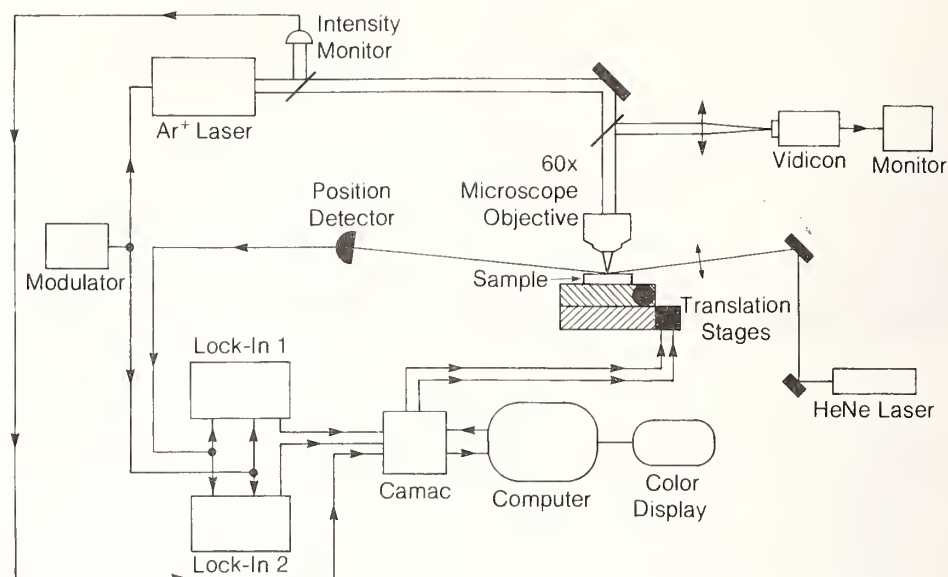 Intensity
Monitor
Ar+ Laser
Vidicon
Monitor
60x
Microscope
Objective
Position
Detector
Modulator
Sample
Translation
Stages
Lock-In 1
HeNe Laser
Camac
Computer
Color
Display
Lock-In 2